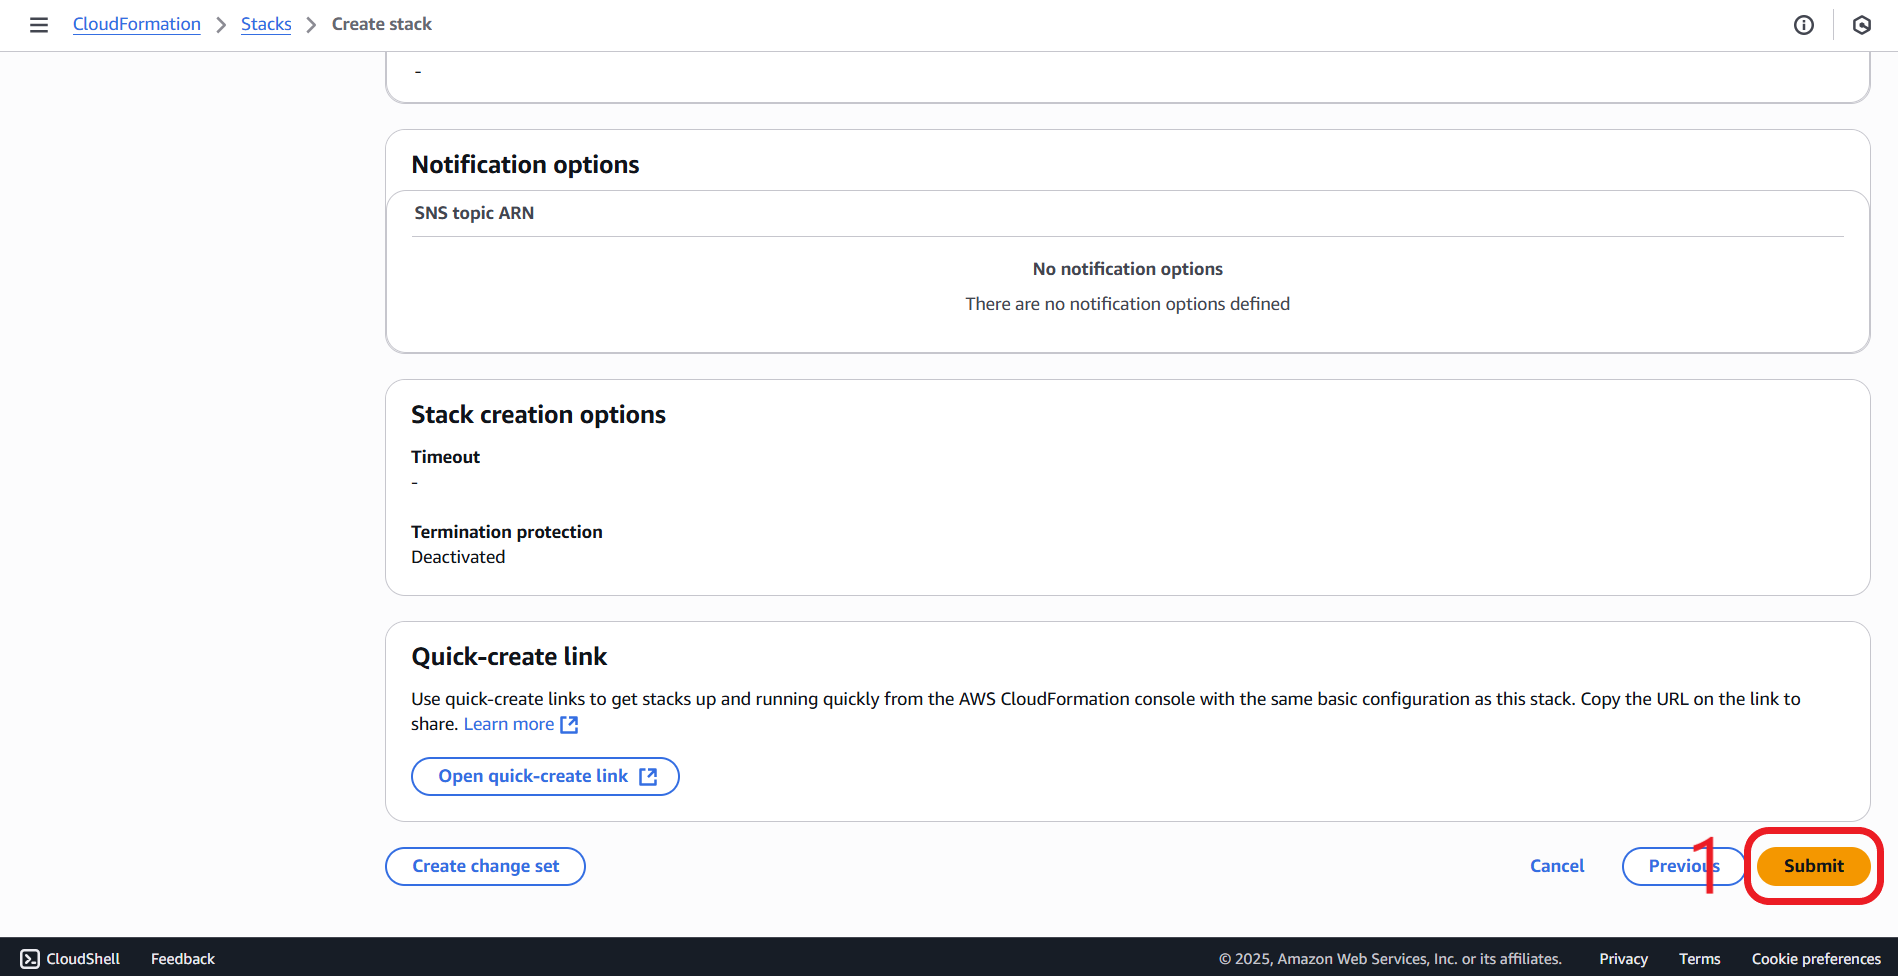 CloudFormation > Stacks > Create stack
-
Notification options
SNS topic ARN
No notification options
There are no notification options defined
Stack creation options
Timeout
-
Termination protection
Deactivated
Quick-create link
Use quick-create links to get stacks up and running quickly from the AWS CloudFormation console with the same basic configuration as this stack. Copy the URL on the link to
share. Learn more
Open quick-create link
Create change set Cancel Previous 1 Submit
CloudShell Feedback © 2025, Amazon Web Services, Inc. or its affiliates. Privacy Terms Cookie preferences